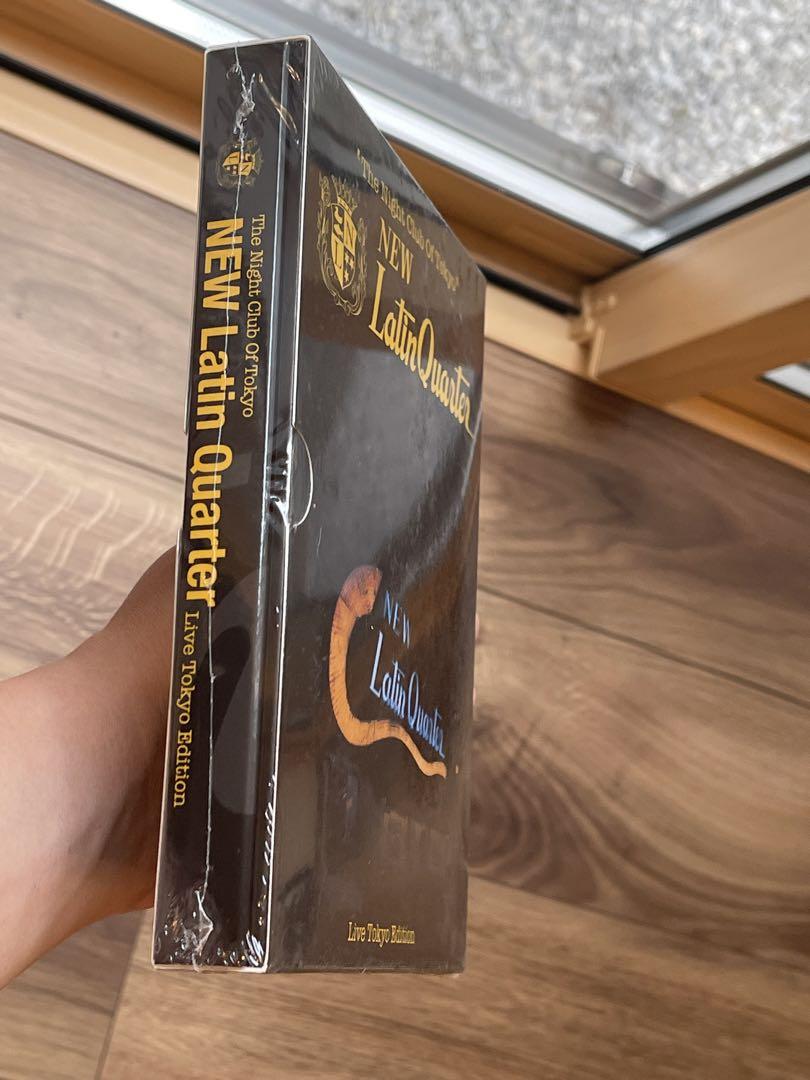 The Night Club Of Tokyo
NEW Latin Quarter
Live Tokyo Edition
"The Night Club Of Tokyo"
NEW
Latin Quarter
NEW
Latin Quarter
Live Tokyo Edition